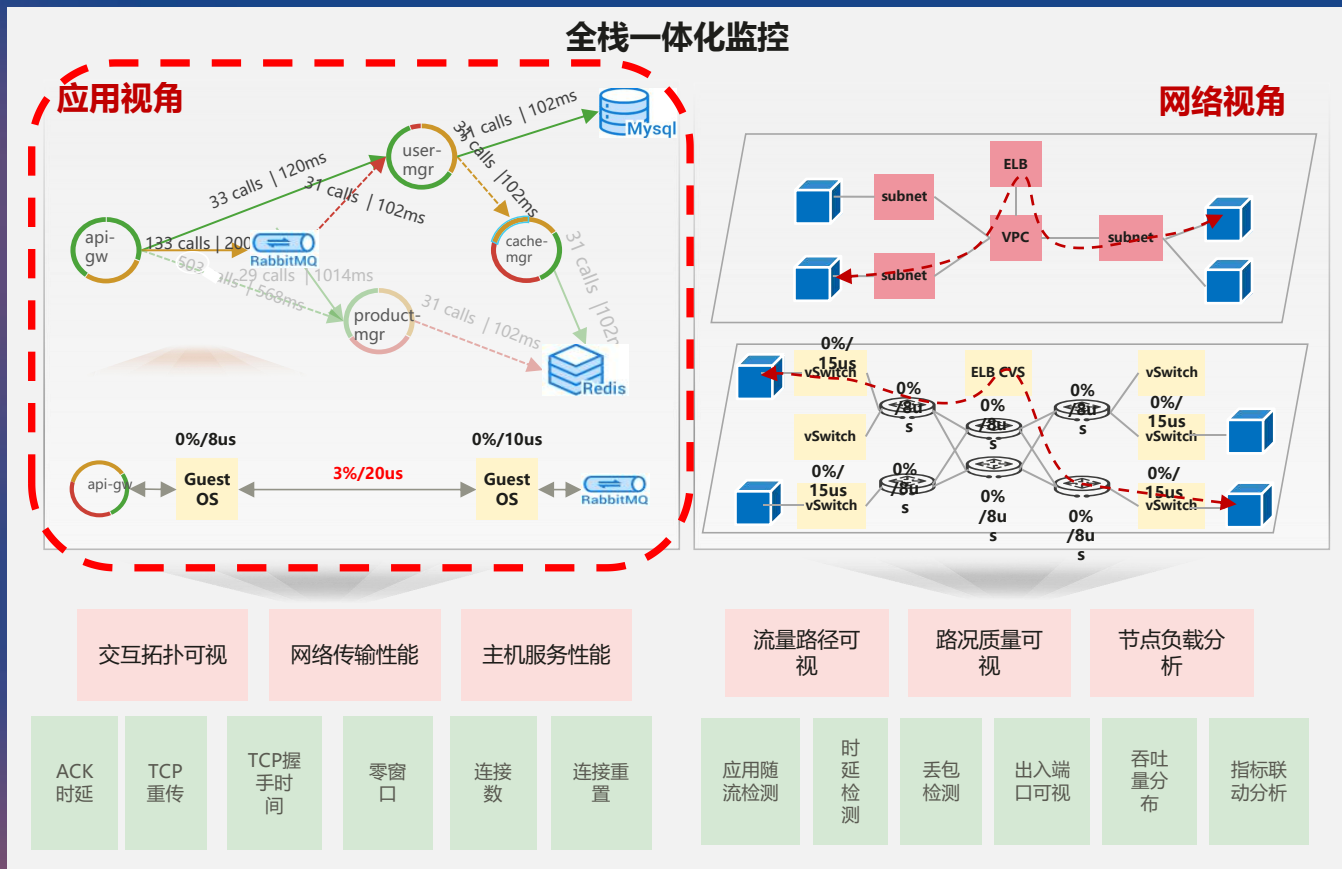 全栈一体化监控
应用视角
网络视角
31 calls | 102ms
Mysql
user-
mgr
calls |102ms
33 calls | 120ms
31 calls | 102ms
api-
gw
133 calls | 200
RabbitMQ
cache-
mgr
503
alls | 568ms
29 calls | 1014ms
31 calls |102
product-
mgr
31 calls | 102ms
Redis
0%/8us
0%/10us
api-gw
Guest
OS
3%/20us
Guest
OS
RabbitMQ
ELB
subnet
VPC
subnet
subnet
0%/
15us
vSwitch
ELB CVS
vSwitch
0%
/8u
s
0%
/8u
s
0%
/8u
s
0%/
15us
vSwitch
vSwitch
0%/
15us
vSwitch
0%
/8u
s
0%
/8u
s
0%
/8u
s
0%/
15us
vSwitch
交互拓扑可视
网络传输性能
主机服务性能
流量路径可
视
路况质量可
视
节点负载分
析
ACK
时延
TCP
重传
TCP握
手时
间
零窗
口
连接
数
连接重
置
应用随
流检测
时
延
检
测
丢包
检测
出入端
口可视
吞吐
量分
布
指标联
动分析